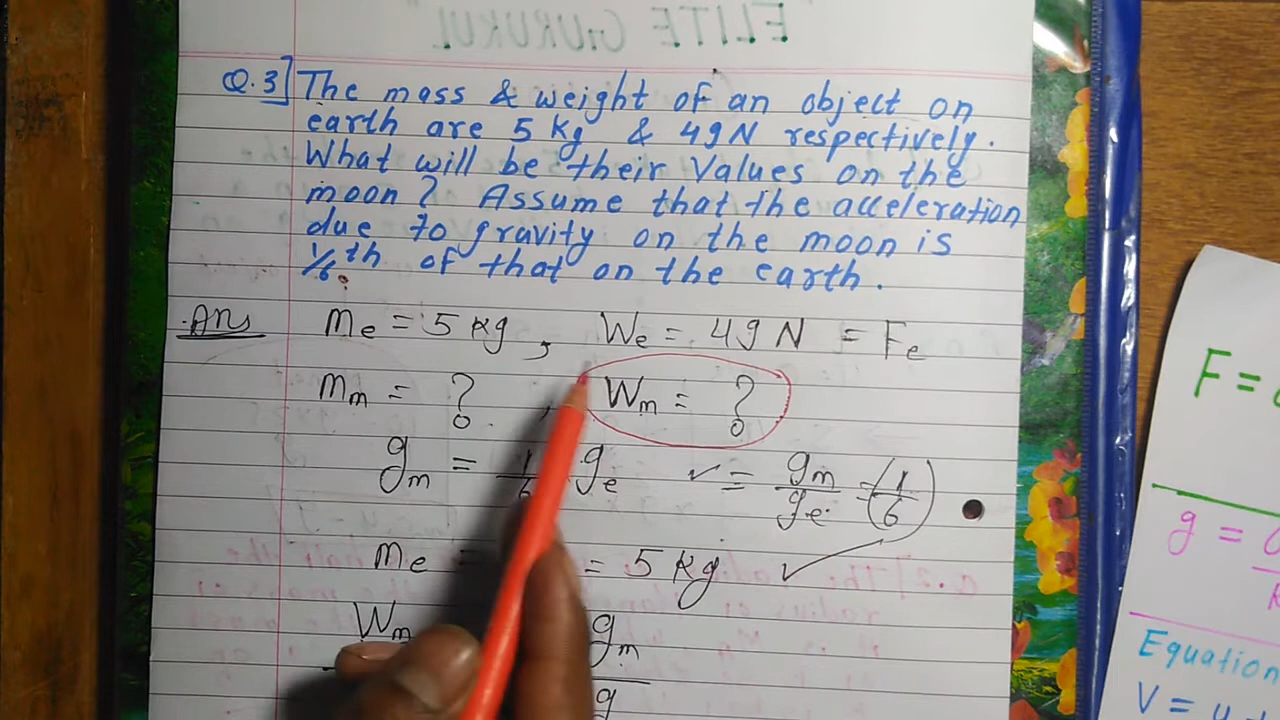 "ELITE GURUKUL"
Q.3] The mass & weight of an object on
earth are 5 kg & 49 N respectively.
What will be their Values on the
moon? Assume that the acceleration
due to gravity on the moon is
1/6th of that on the earth.
Ans me = 5 kg, We = 49 N = Fe
mm = ?, Wm = ?
gm = 1/6 ge ✓ = gm/ge = (1/6)
me = = 5 kg ✓
Wm gm
g
F =
g =
Equation
V = u +